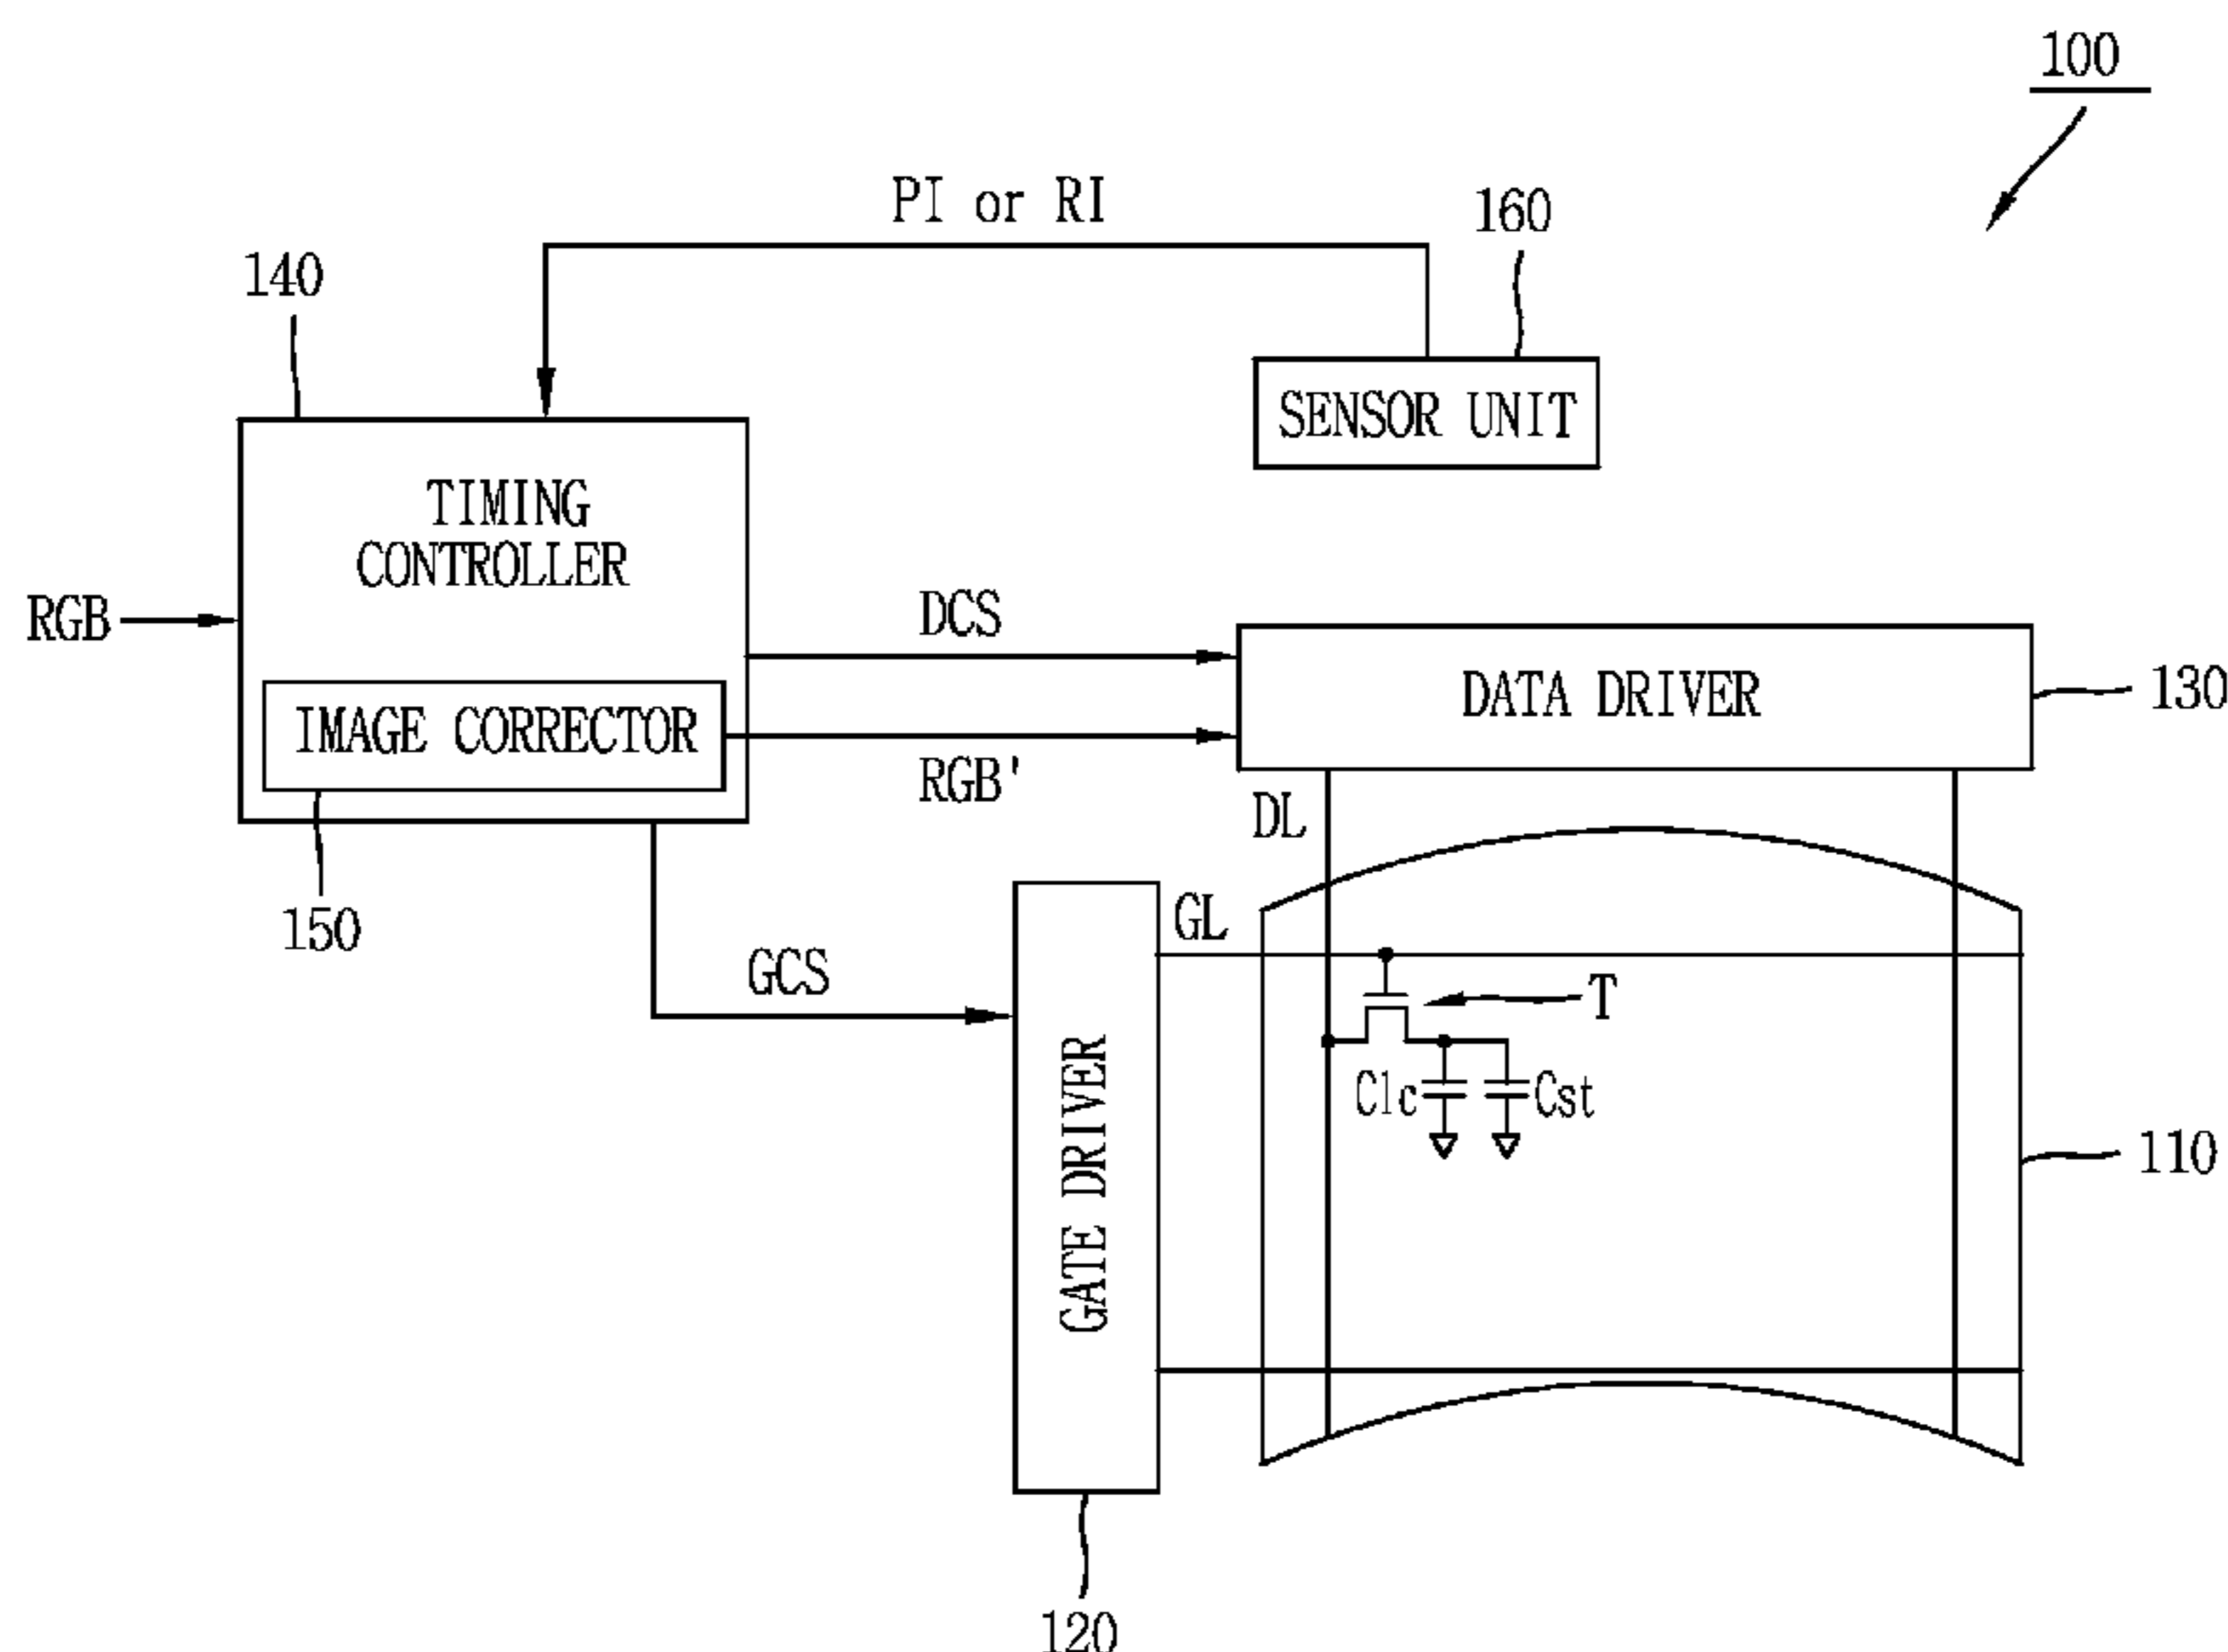 100
PI or RI
160
140
SENSOR UNIT
TIMING
CONTROLLER
RGB
DCS
DATA DRIVER
130
IMAGE CORRECTOR
RGB'
DL
150
GL
GCS
T
GATE DRIVER
Clc
Cst
110
120